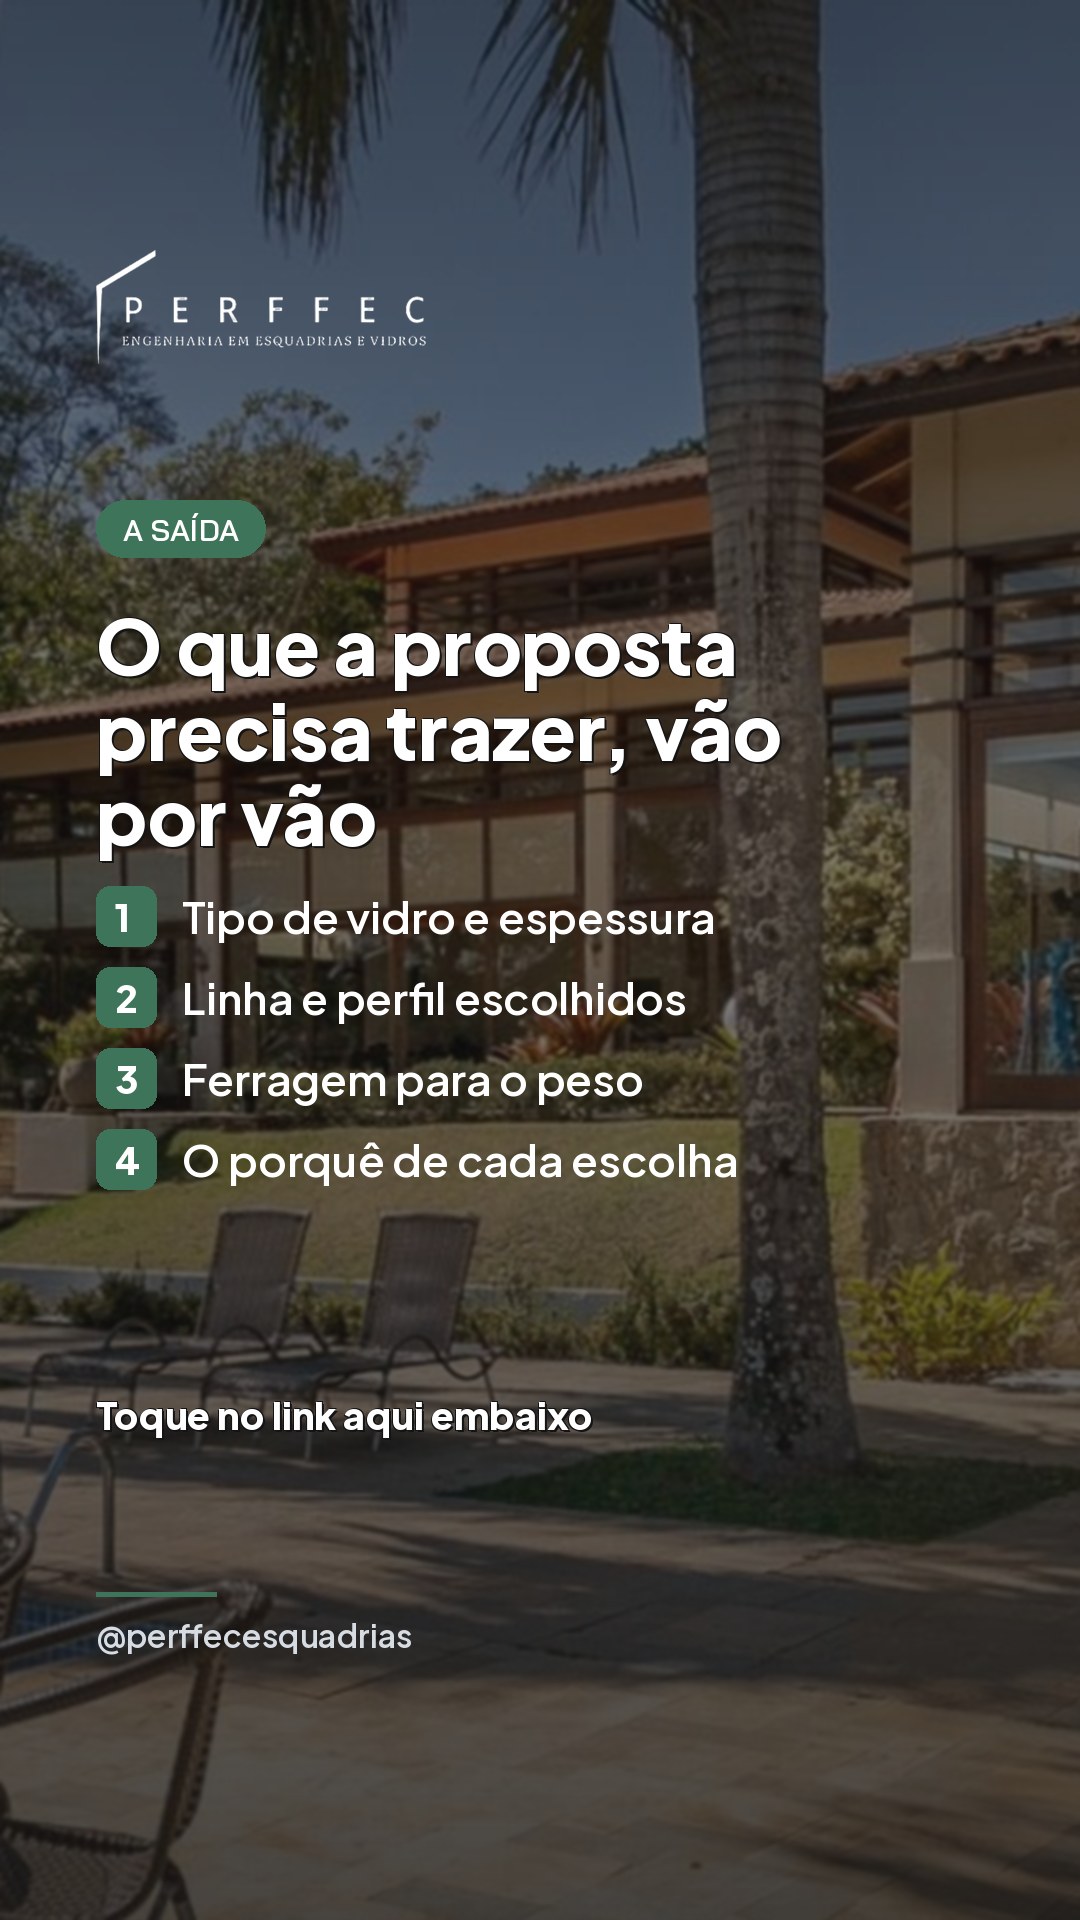 PERFFEC
ENGENHARIA EM ESQUADRIAS E VIDROS
A SAÍDA
O que a proposta
precisa trazer, vão
por vão
1 Tipo de vidro e espessura
2 Linha e perfil escolhidos
3 Ferragem para o peso
4 O porquê de cada escolha
Toque no link aqui embaixo
@perffecesquadrias